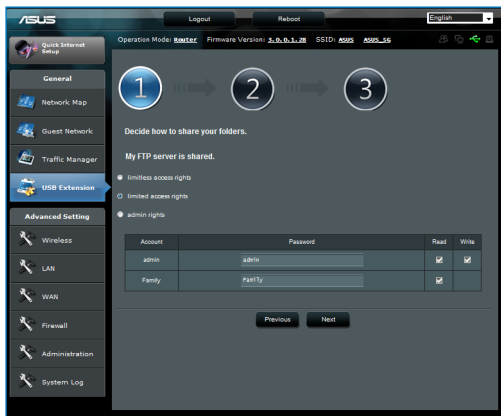 ASUS
Logout Reboot English
Quick Internet Setup
Operation Mode: Router Firmware Version: 3.0.0.1.28 SSID: ASUS ASUS_5G
General
Network Map
Guest Network
Traffic Manager
USB Extension
Advanced Setting
Wireless
LAN
WAN
Firewall
Administration
System Log
1 2 3
Decide how to share your folders.
My FTP server is shared.
limitless access rights
limited access rights
admin rights
Account Password Read Write
admin admin
Family Family
Previous Next